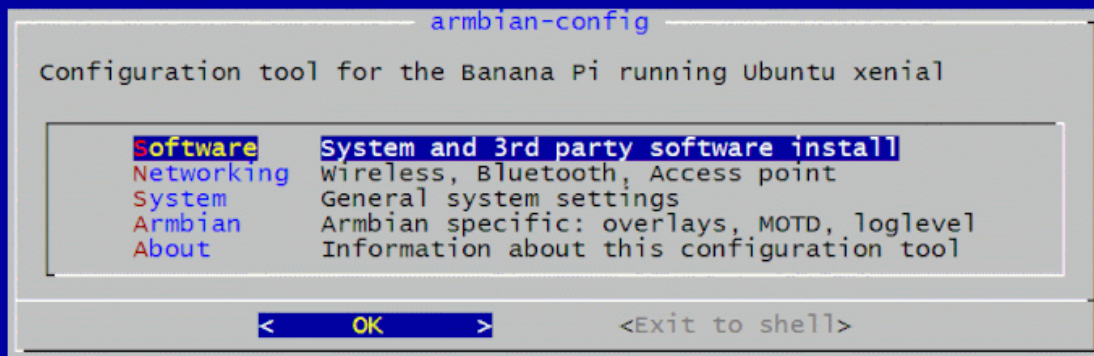 armbian-config
Configuration tool for the Banana Pi running Ubuntu xenial
Software System and 3rd party software install
Networking Wireless, Bluetooth, Access point
System General system settings
Armbian Armbian specific: overlays, MOTD, loglevel
About Information about this configuration tool
< OK > <Exit to shell>